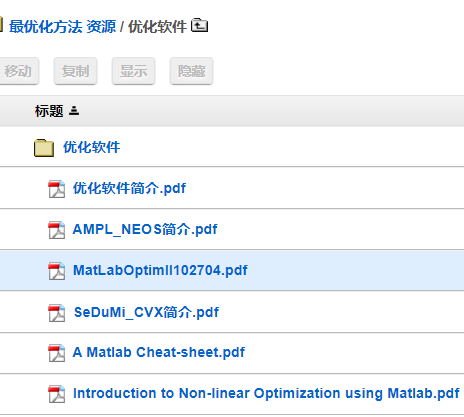 最优化方法 资源 / 优化软件
移动 复制 显示 隐藏
标题
优化软件
优化软件简介.pdf
AMPL_NEOS简介.pdf
MatLabOptimII102704.pdf
SeDuMi_CVX简介.pdf
A Matlab Cheat-sheet.pdf
Introduction to Non-linear Optimization using Matlab.pdf